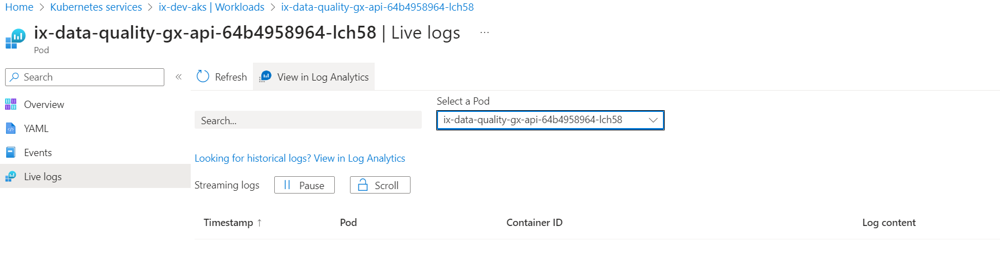 Home > Kubernetes services > ix-dev-aks | Workloads > ix-data-quality-gx-api-64b4958964-lch58
ix-data-quality-gx-api-64b4958964-lch58 | Live logs ...
Pod
Search
«
Refresh
View in Log Analytics
Overview
YAML
Events
Live logs
Select a Pod
Search...
ix-data-quality-gx-api-64b4958964-lch58
Looking for historical logs? View in Log Analytics
Streaming logs
Pause
Scroll
Timestamp ↑ Pod Container ID Log content